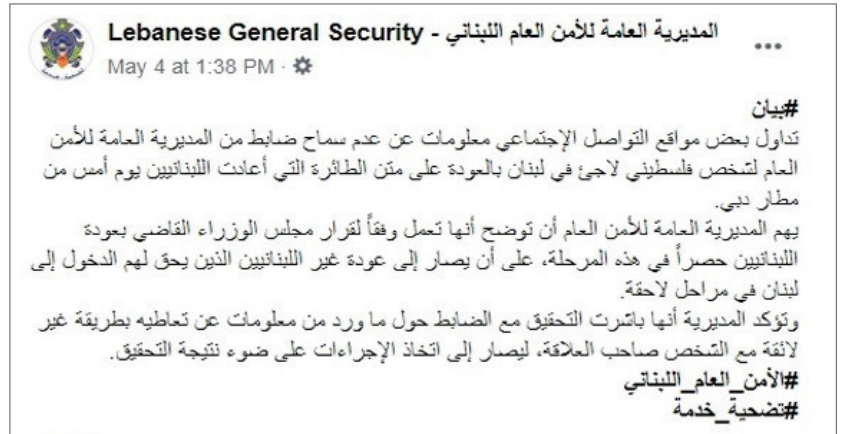 Lebanese General Security - المديرية العامة للأمن العام اللبناني
May 4 at 1:38 PM ·
#بيان
تداول بعض مواقع التواصل الإجتماعي معلومات عن عدم سماح ضابط من المديرية العامة للأمن
العام لشخص فلسطيني لاجئ في لبنان بالعودة على متن الطائرة التي أعادت اللبنانيين يوم أمس من
مطار دبي.
يهم المديرية العامة للأمن العام أن توضح أنها تعمل وفقاً لقرار مجلس الوزراء القاضي بعودة
اللبنانيين حصراً في هذه المرحلة، على أن يصار إلى عودة غير اللبنانيين الذين يحق لهم الدخول إلى
لبنان في مراحل لاحقة.
وتؤكد المديرية أنها باشرت التحقيق مع الضابط حول ما ورد من معلومات عن تعاطيه بطريقة غير
لائقة مع الشخص صاحب العلاقة، ليصار إلى اتخاذ الإجراءات على ضوء نتيجة التحقيق.
#الأمن_العام_اللبناني
#تضحية_خدمة